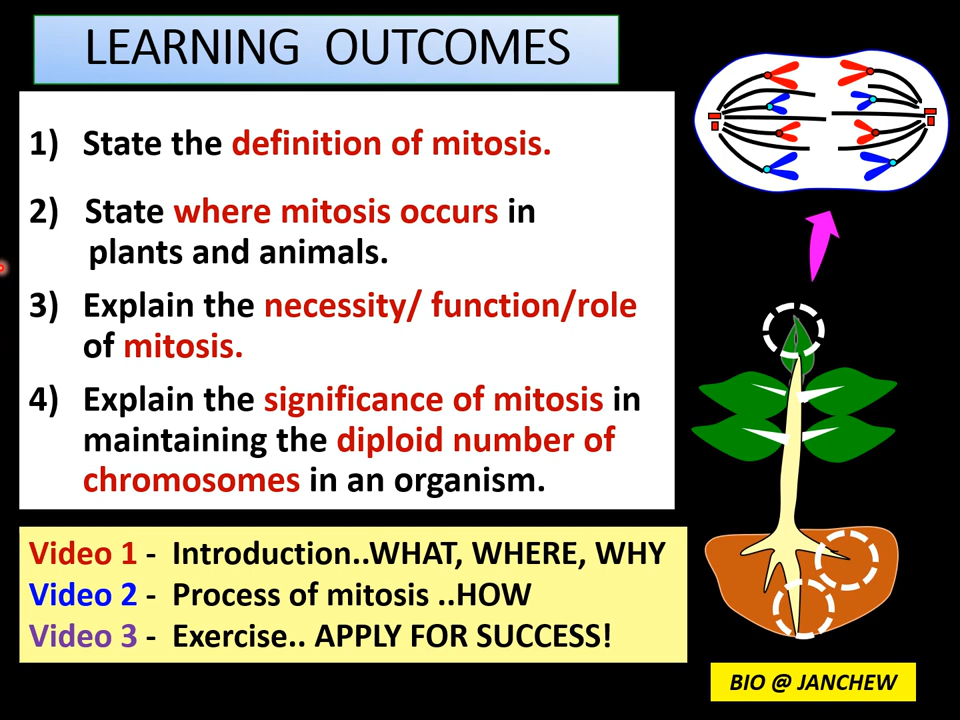 LEARNING OUTCOMES
1) State the definition of mitosis.
2) State where mitosis occurs in
plants and animals.
3) Explain the necessity/ function/role
of mitosis.
4) Explain the significance of mitosis in
maintaining the diploid number of
chromosomes in an organism.
Video 1 - Introduction..WHAT, WHERE, WHY
Video 2 - Process of mitosis ..HOW
Video 3 - Exercise.. APPLY FOR SUCCESS!
BIO @ JANCHEW